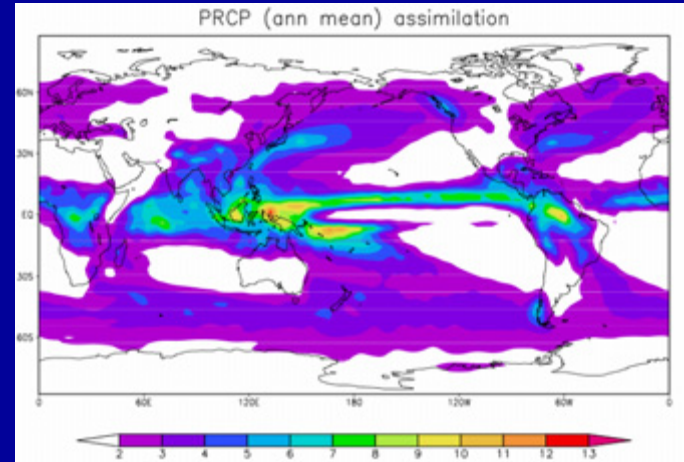 PRCP (ann mean) assimilation
60N
30N
EQ
30S
60S
0 60E 120E 180 120W 60W 0
2 3 4 5 6 7 8 9 10 11 12 13